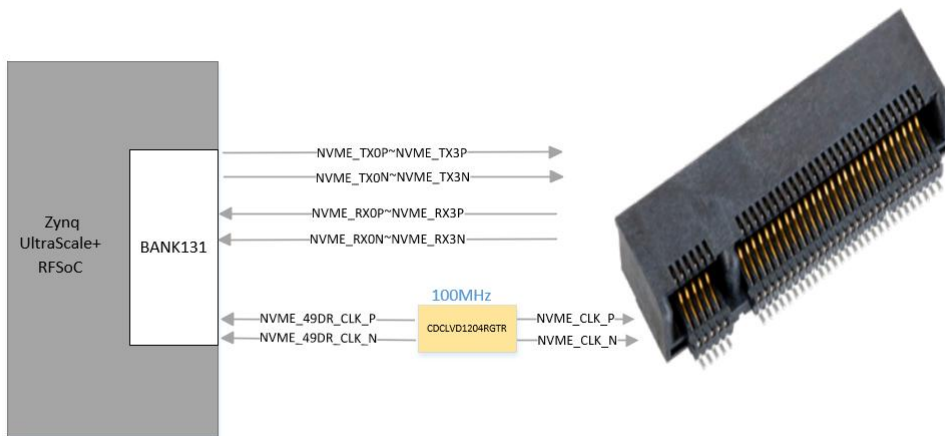 NVME_TX0P~NVME_TX3P
NVME_TX0N~NVME_TX3N
Zynq
UltraScale+
RFSoC
BANK131
NVME_RX0P~NVME_RX3P
NVME_RX0N~NVME_RX3N
100MHz
NVME_49DR_CLK_P
NVME_49DR_CLK_N
CDCLVD1204RGTR
NVME_CLK_P
NVME_CLK_N